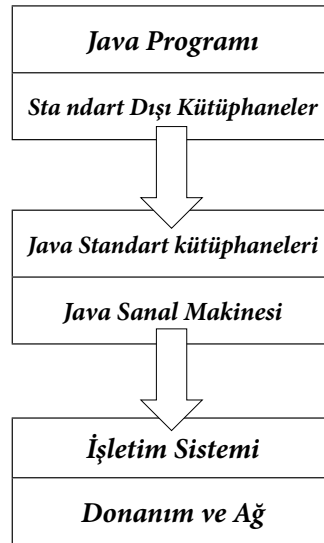 Java Programı
Sta ndart Dışı Kütüphaneler
Java Standart kütüphaneleri
Java Sanal Makinesi
İşletim Sistemi
Donanım ve Ağ